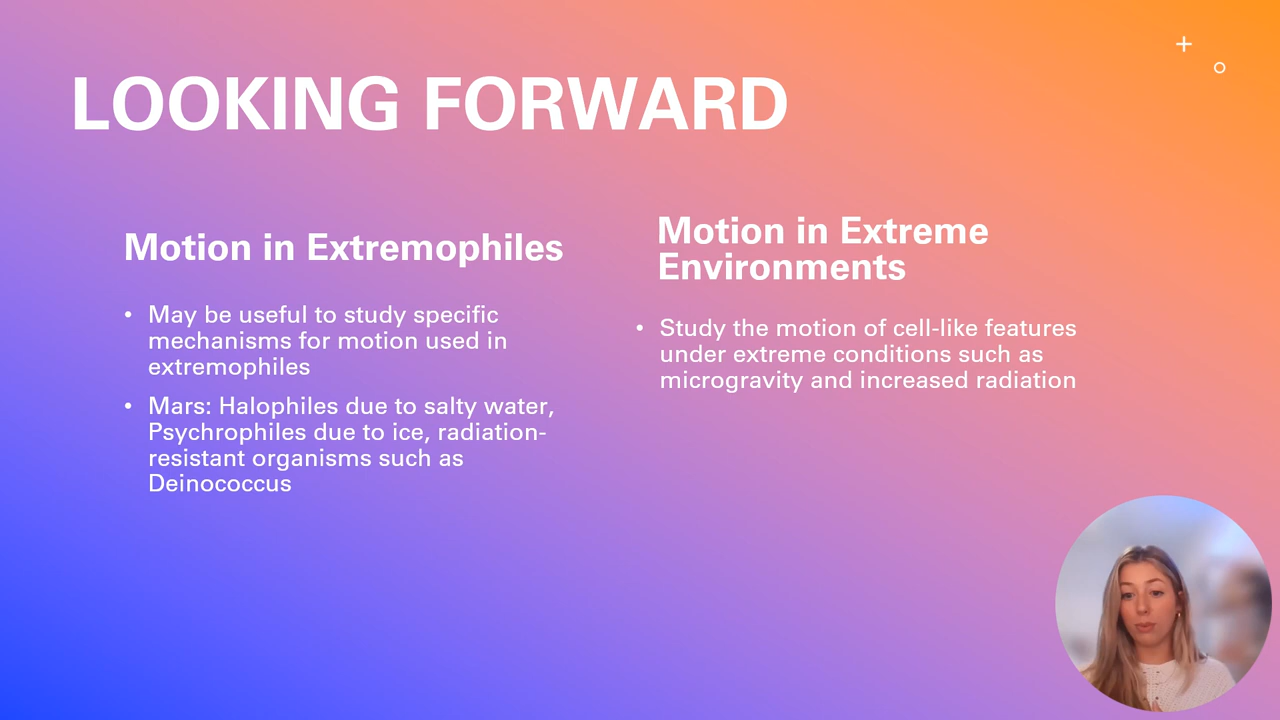 LOOKING FORWARD
Motion in Extremophiles
• May be useful to study specific
mechanisms for motion used in
extremophiles
• Mars: Halophiles due to salty water,
Psychrophiles due to ice, radiation-
resistant organisms such as
Deinococcus
Motion in Extreme
Environments
• Study the motion of cell-like features
under extreme conditions such as
microgravity and increased radiation